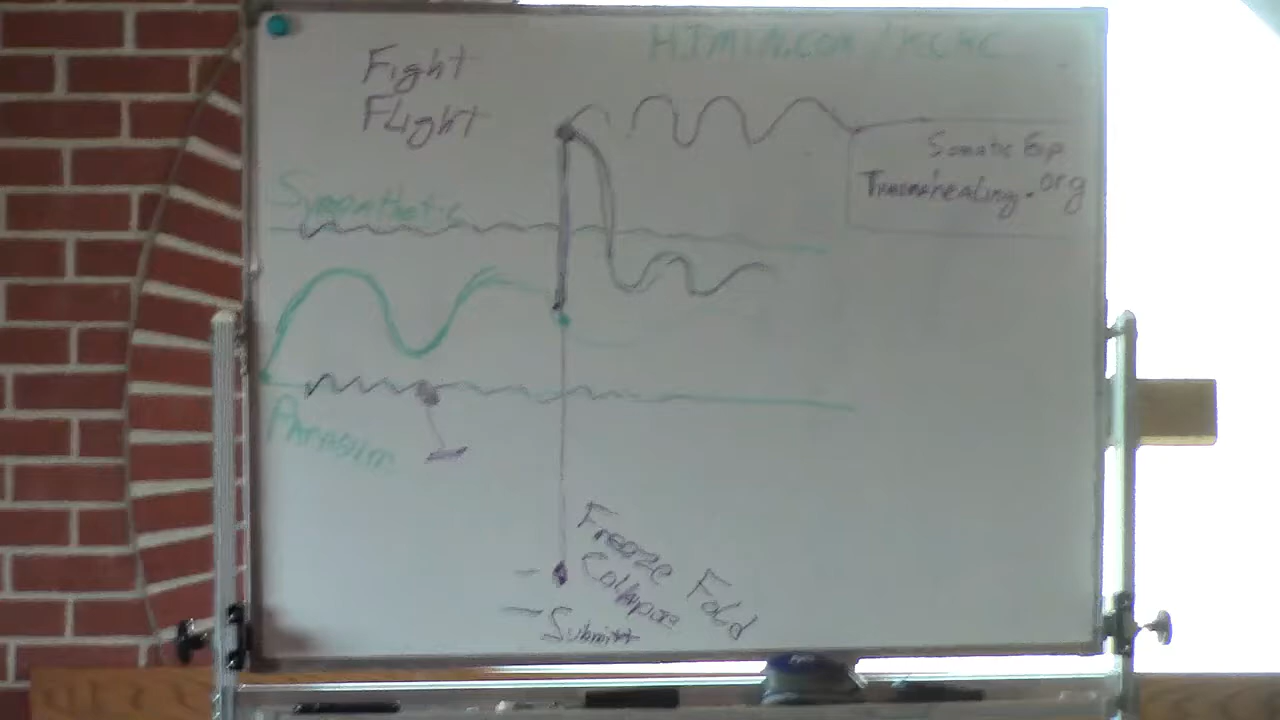 Fight
Flight
Somatic Exp
Traumahealing.org
Sympathetic
Parasym
Freeze
Collapse
Fold
Submit